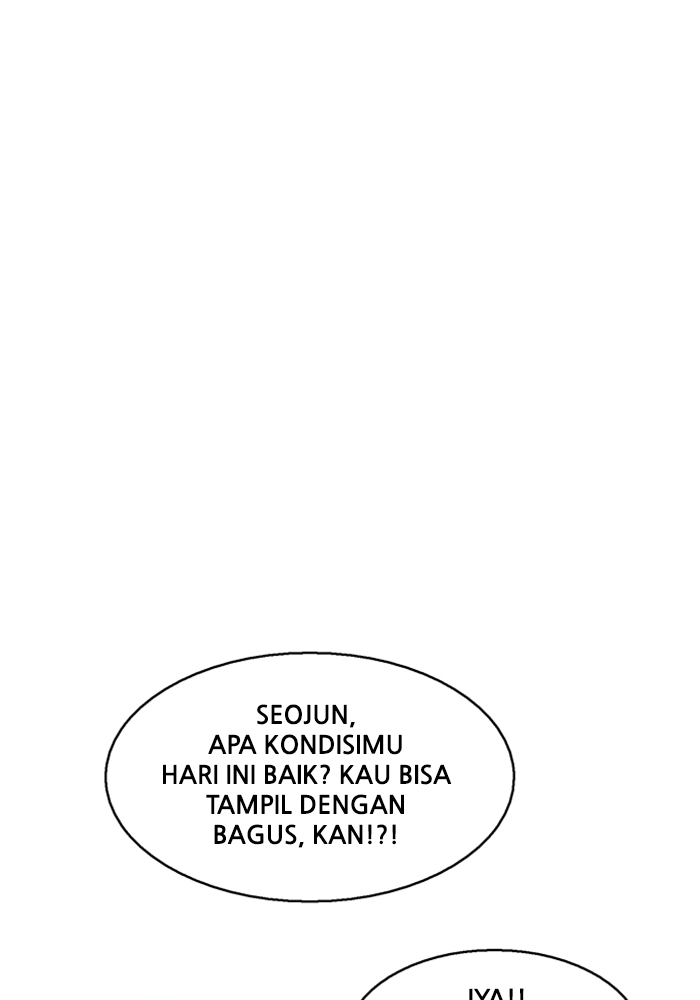 SEOJUN,
APA KONDISIMU
HARI INI BAIK? KAU BISA
TAMPIL DENGAN
BAGUS, KAN!?!